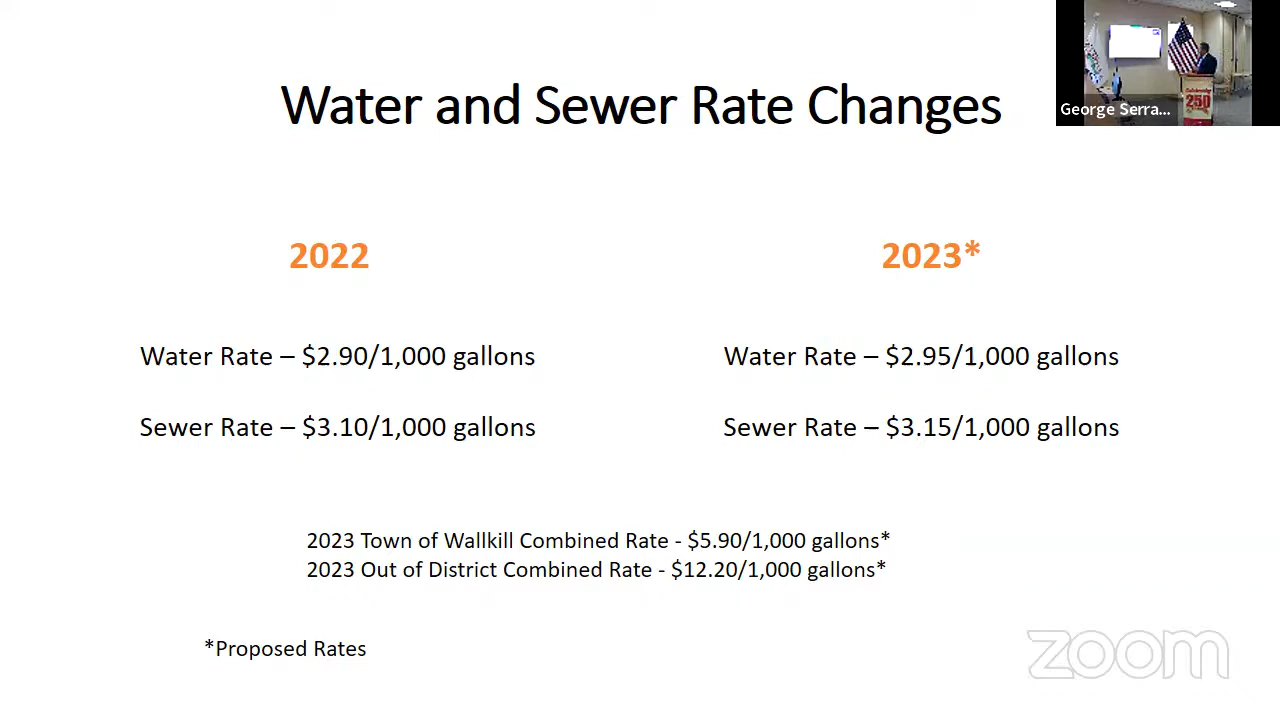 Water and Sewer Rate Changes
George Serra...
250
2022
2023*
Water Rate – $2.90/1,000 gallons
Water Rate – $2.95/1,000 gallons
Sewer Rate – $3.10/1,000 gallons
Sewer Rate – $3.15/1,000 gallons
2023 Town of Wallkill Combined Rate - $5.90/1,000 gallons*
2023 Out of District Combined Rate - $12.20/1,000 gallons*
*Proposed Rates
zoom